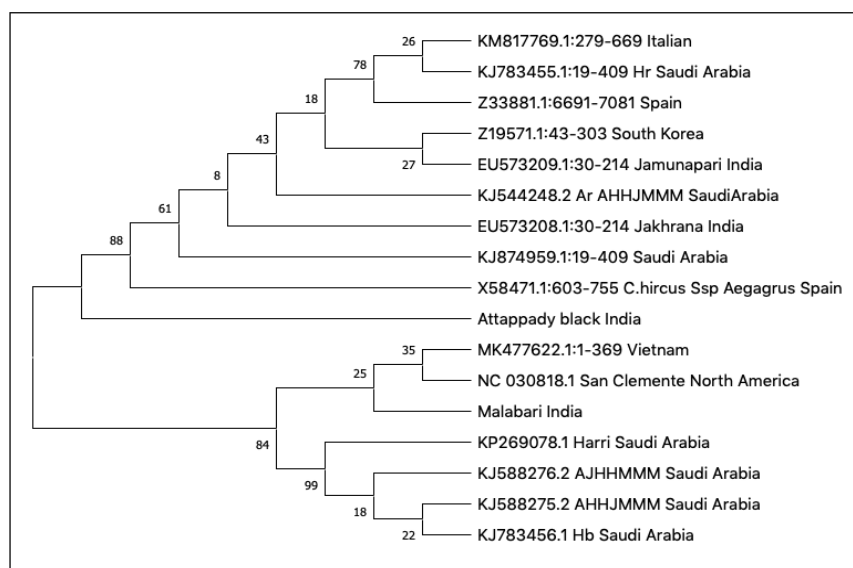 26
KM817769.1:279-669 Italian
78
KJ783455.1:19-409 Hr Saudi Arabia
18
Z33881.1:6691-7081 Spain
43
Z19571.1:43-303 South Korea
27
EU573209.1:30-214 Jamunapari India
8
KJ544248.2 Ar AHHJMMM SaudiArabia
61
EU573208.1:30-214 Jakhrana India
88
KJ874959.1:19-409 Saudi Arabia
X58471.1:603-755 C.hircus Ssp Aegagrus Spain
Attappady black India
35
MK477622.1:1-369 Vietnam
25
NC 030818.1 San Clemente North America
Malabari India
84
KP269078.1 Harri Saudi Arabia
99
KJ588276.2 AJHHMMM Saudi Arabia
18
KJ588275.2 AHHJMMM Saudi Arabia
22
KJ783456.1 Hb Saudi Arabia